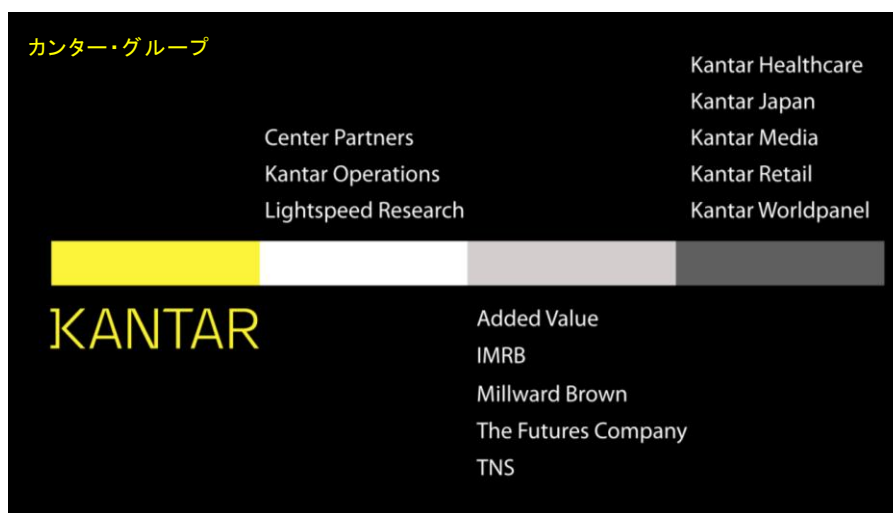 カンター・グループ
Center Partners
Kantar Operations
Lightspeed Research
Kantar Healthcare
Kantar Japan
Kantar Media
Kantar Retail
Kantar Worldpanel
KANTAR
Added Value
IMRB
Millward Brown
The Futures Company
TNS